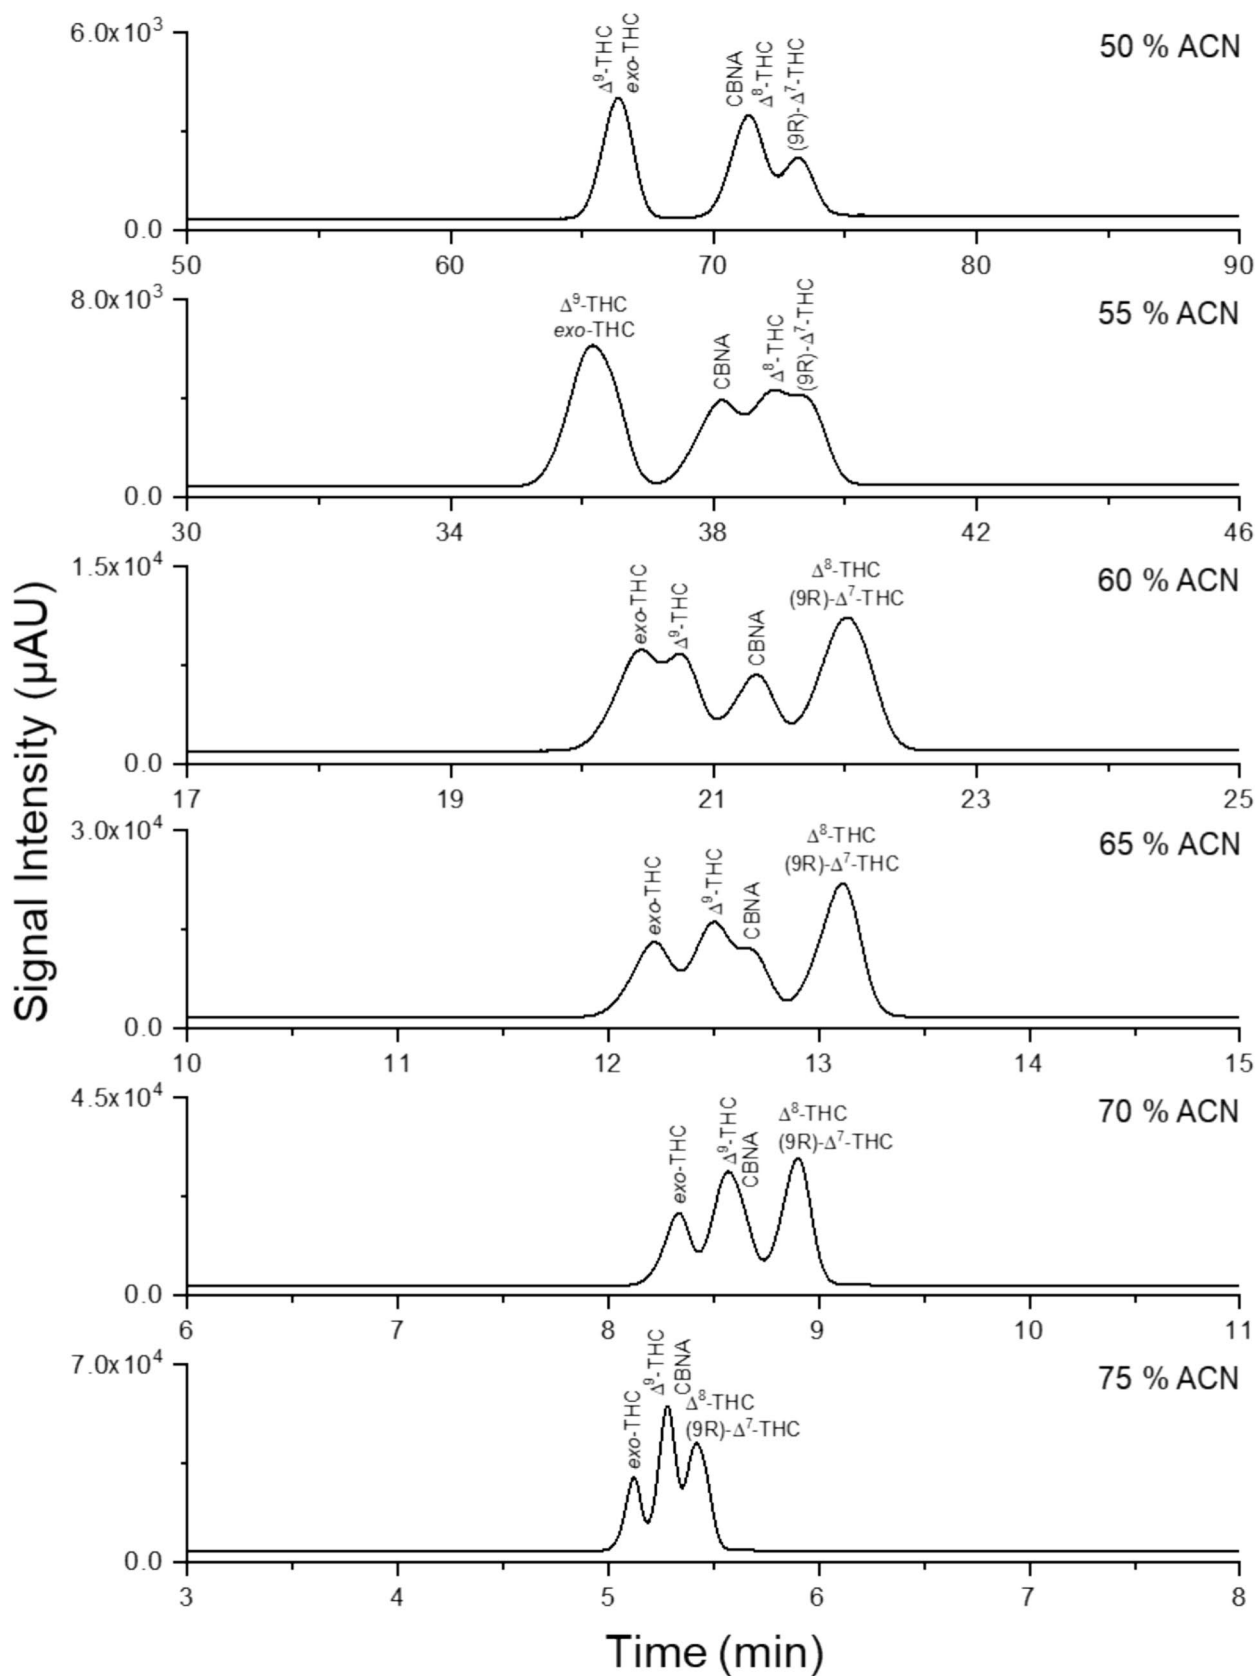 Signal Intensity (µAU)
6.0x10³
0.0
Δ⁹-THC
exo-THC
CBNA
Δ⁸-THC
(9R)-Δ⁷-THC
50 % ACN
50 60 70 80 90
8.0x10³
0.0
Δ⁹-THC
exo-THC
CBNA
Δ⁸-THC
(9R)-Δ⁷-THC
55 % ACN
30 34 38 42 46
1.5x10⁴
0.0
exo-THC
Δ⁹-THC
CBNA
Δ⁸-THC
(9R)-Δ⁷-THC
60 % ACN
17 19 21 23 25
3.0x10⁴
0.0
exo-THC
Δ⁹-THC
CBNA
Δ⁸-THC
(9R)-Δ⁷-THC
65 % ACN
10 11 12 13 14 15
4.5x10⁴
0.0
exo-THC
Δ⁹-THC
CBNA
Δ⁸-THC
(9R)-Δ⁷-THC
70 % ACN
6 7 8 9 10 11
7.0x10⁴
0.0
exo-THC
Δ⁹-THC
CBNA
Δ⁸-THC
(9R)-Δ⁷-THC
75 % ACN
3 4 5 6 7 8
Time (min)